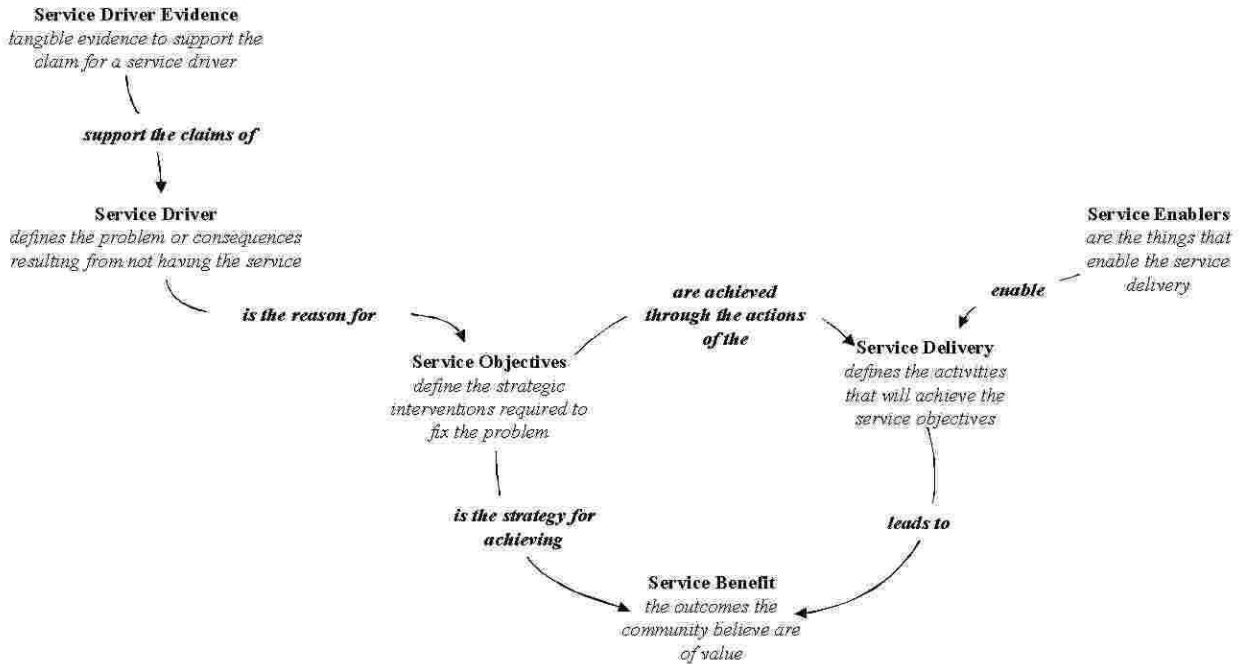 Service Driver Evidence
tangible evidence to support the
claim for a service driver
support the claims of
Service Driver
defines the problem or consequences
resulting from not having the service
is the reason for
Service Objectives
define the strategic
interventions required to
fix the problem
are achieved
through the actions
of the
Service Enablers
are the things that
enable the service
delivery
enable
Service Delivery
defines the activities
that will achieve the
service objectives
is the strategy for
achieving
leads to
Service Benefit
the outcomes the
community believe are
of value